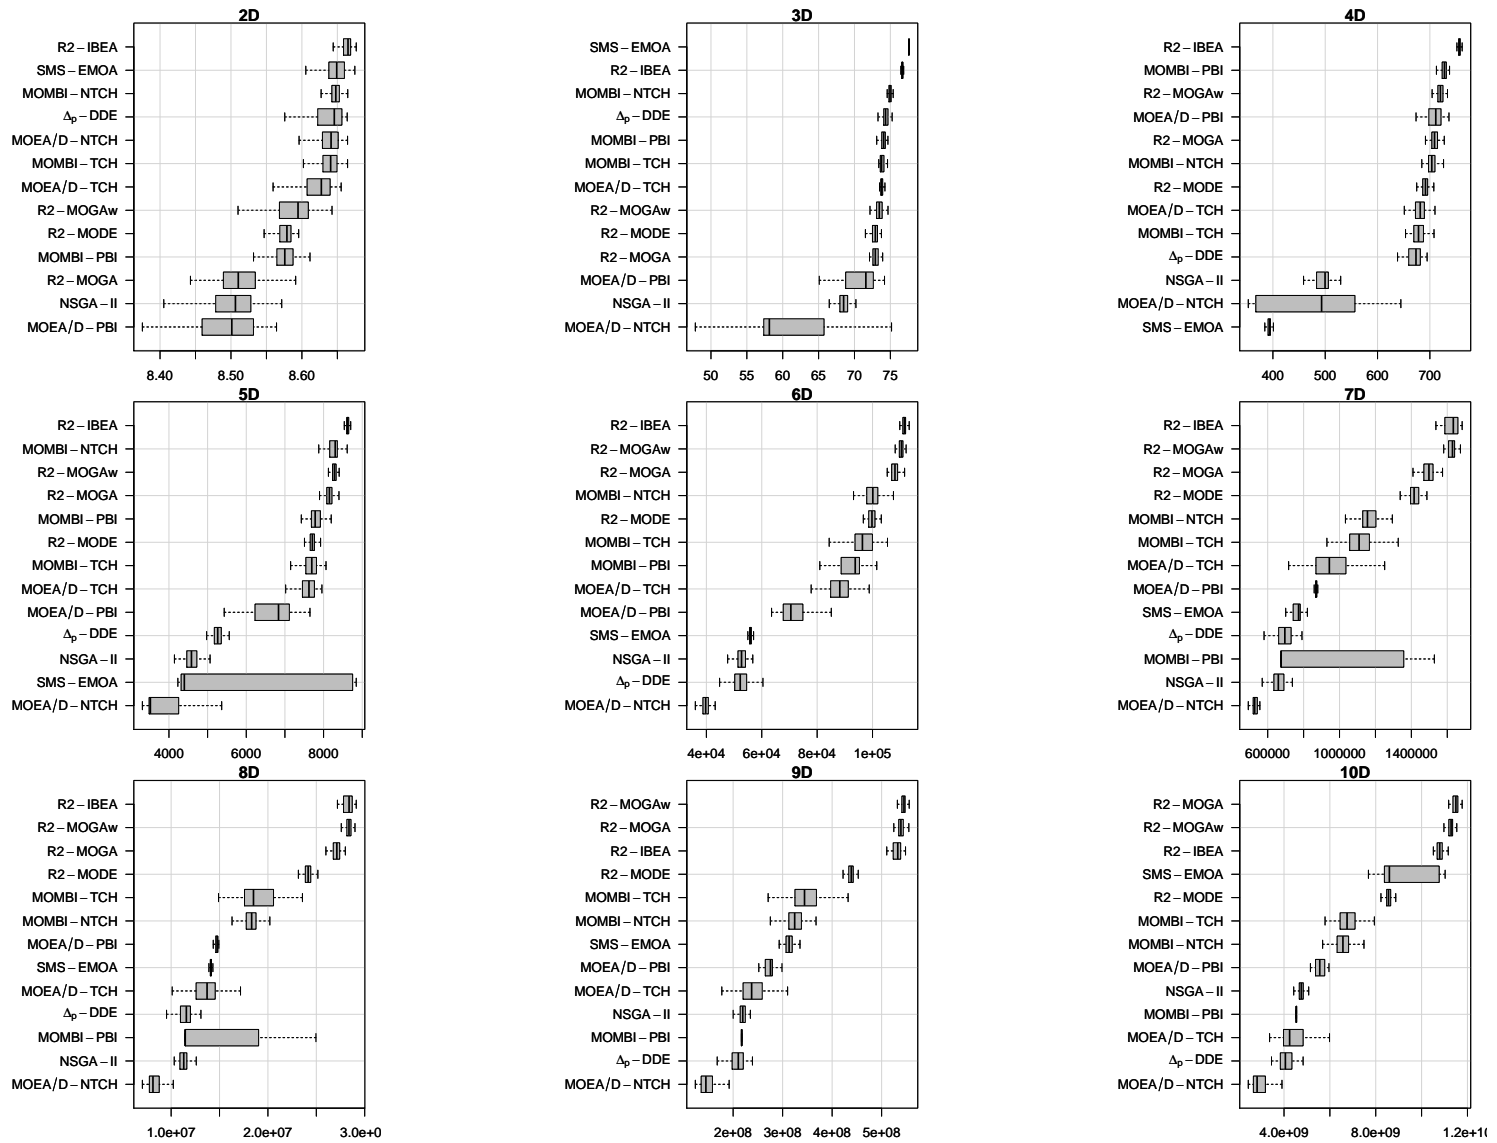 2D
R2−IBEA
SMS−EMOA
MOMBI−NTCH
Δp−DDE
MOEA/D−NTCH
MOMBI−TCH
MOEA/D−TCH
R2−MOGAw
R2−MODE
MOMBI−PBI
R2−MOGA
NSGA−II
MOEA/D−PBI
8.40 8.50 8.60
3D
SMS−EMOA
R2−IBEA
MOMBI−NTCH
Δp−DDE
MOMBI−PBI
MOMBI−TCH
MOEA/D−TCH
R2−MOGAw
R2−MODE
R2−MOGA
MOEA/D−PBI
NSGA−II
MOEA/D−NTCH
50 55 60 65 70 75
4D
R2−IBEA
MOMBI−PBI
R2−MOGAw
MOEA/D−PBI
R2−MOGA
MOMBI−NTCH
R2−MODE
MOEA/D−TCH
MOMBI−TCH
Δp−DDE
NSGA−II
MOEA/D−NTCH
SMS−EMOA
400 500 600 700
5D
R2−IBEA
MOMBI−NTCH
R2−MOGAw
R2−MOGA
MOMBI−PBI
R2−MODE
MOMBI−TCH
MOEA/D−TCH
MOEA/D−PBI
Δp−DDE
NSGA−II
SMS−EMOA
MOEA/D−NTCH
4000 6000 8000
6D
R2−IBEA
R2−MOGAw
R2−MOGA
MOMBI−NTCH
R2−MODE
MOMBI−TCH
MOMBI−PBI
MOEA/D−TCH
MOEA/D−PBI
SMS−EMOA
NSGA−II
Δp−DDE
MOEA/D−NTCH
4e+04 6e+04 8e+04 1e+05
7D
R2−IBEA
R2−MOGAw
R2−MOGA
R2−MODE
MOMBI−NTCH
MOMBI−TCH
MOEA/D−TCH
MOEA/D−PBI
SMS−EMOA
Δp−DDE
MOMBI−PBI
NSGA−II
MOEA/D−NTCH
600000 1000000 1400000
8D
R2−IBEA
R2−MOGAw
R2−MOGA
R2−MODE
MOMBI−TCH
MOMBI−NTCH
MOEA/D−PBI
SMS−EMOA
MOEA/D−TCH
Δp−DDE
MOMBI−PBI
NSGA−II
MOEA/D−NTCH
1.0e+07 2.0e+07 3.0e+0
9D
R2−MOGAw
R2−MOGA
R2−IBEA
R2−MODE
MOMBI−TCH
MOMBI−NTCH
SMS−EMOA
MOEA/D−PBI
MOEA/D−TCH
NSGA−II
MOMBI−PBI
Δp−DDE
MOEA/D−NTCH
2e+08 3e+08 4e+08 5e+08
10D
R2−MOGA
R2−MOGAw
R2−IBEA
SMS−EMOA
R2−MODE
MOMBI−TCH
MOMBI−NTCH
MOEA/D−PBI
NSGA−II
MOMBI−PBI
MOEA/D−TCH
Δp−DDE
MOEA/D−NTCH
4.0e+09 8.0e+09 1.2e+10